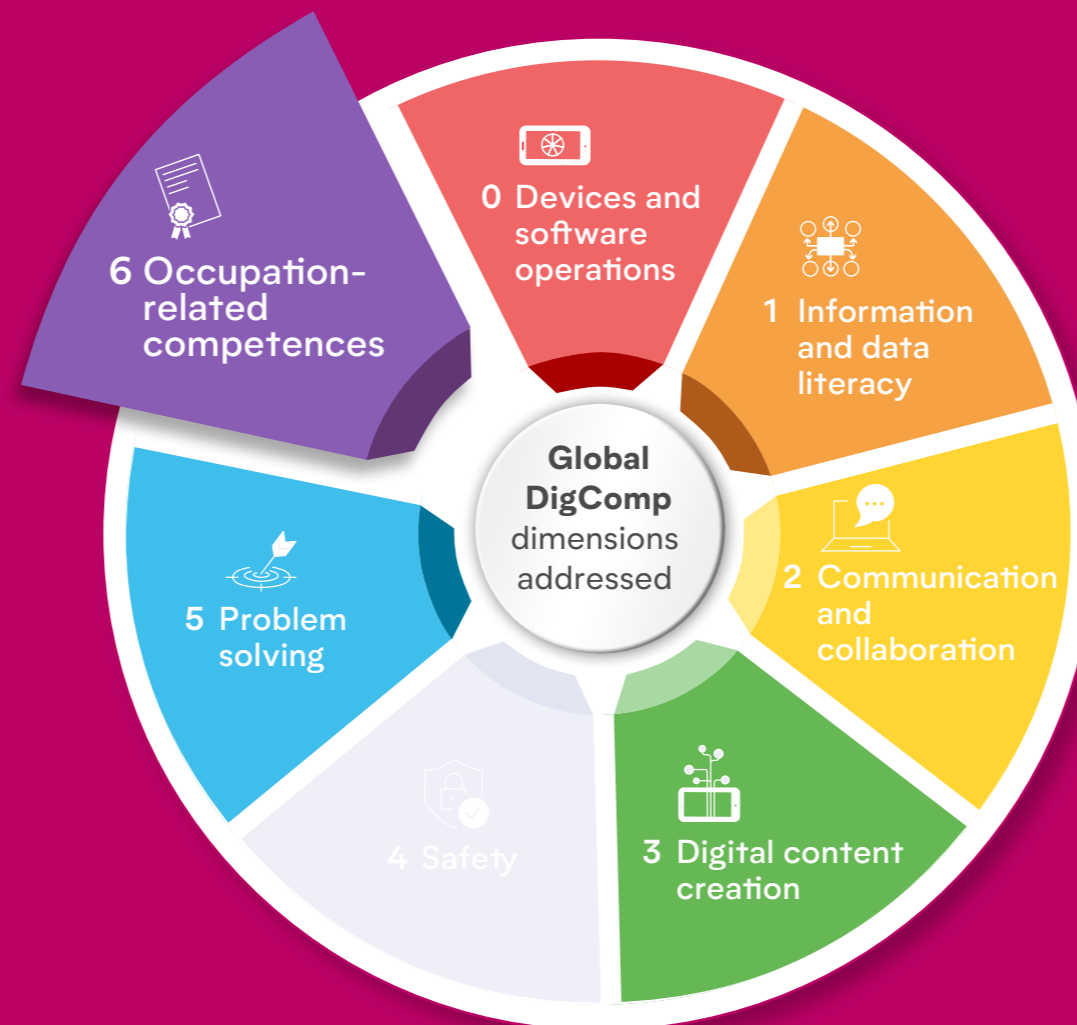 0 Devices and
software
operations
1 Information
and data
literacy
2 Communication
and
collaboration
3 Digital content
creation
4 Safety
5 Problem
solving
6 Occupation-
related
competences
Global
DigComp
dimensions
addressed